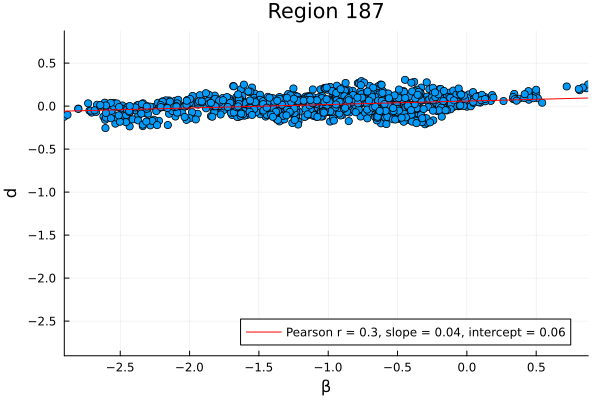 Region 187
0.5
0.0
−0.5
−1.0
−1.5
−2.0
−2.5
d
Pearson r = 0.3, slope = 0.04, intercept = 0.06
−2.5 −2.0 −1.5 −1.0 −0.5 0.0 0.5
β